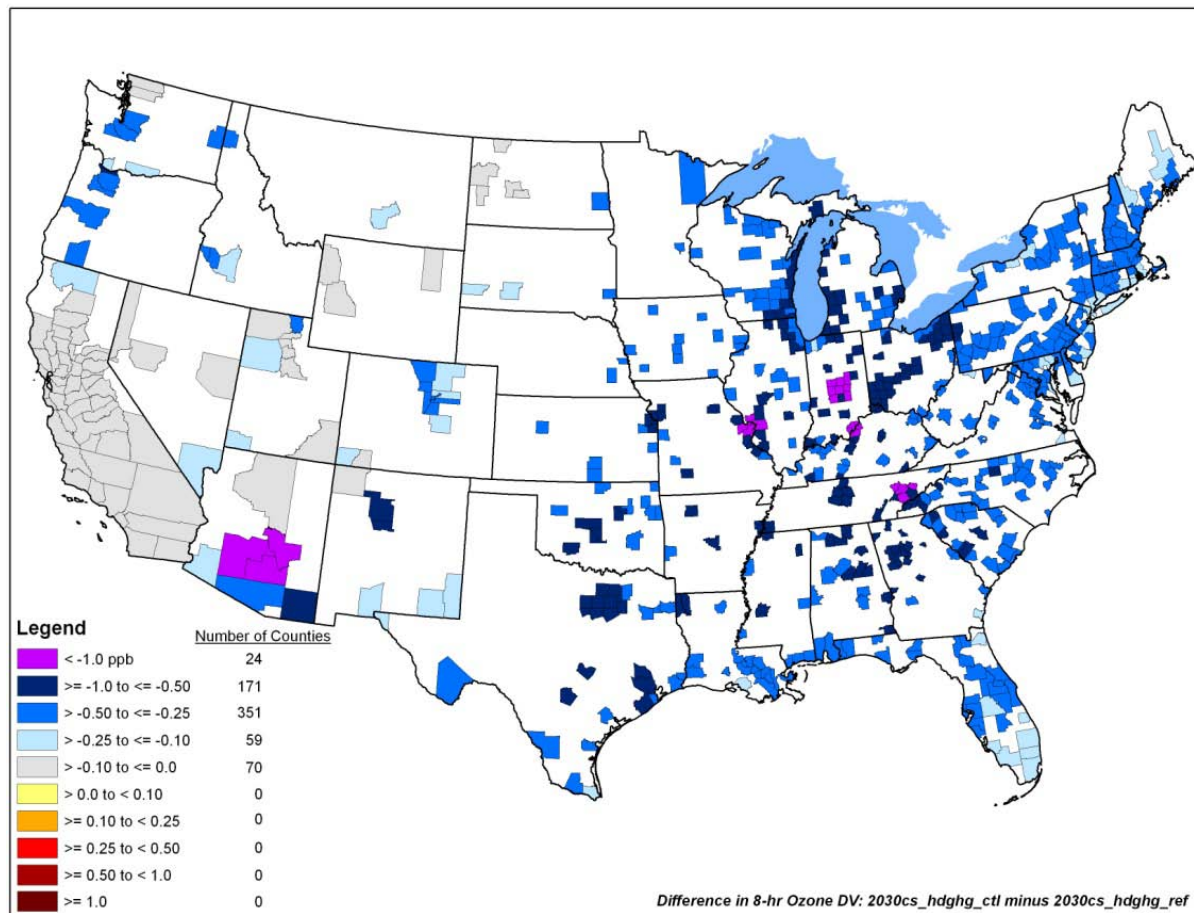 Legend
Number of Counties
< -1.0 ppb 24
>= -1.0 to <= -0.50 171
> -0.50 to <= -0.25 351
> -0.25 to <= -0.10 59
> -0.10 to <= 0.0 70
> 0.0 to < 0.10 0
>= 0.10 to < 0.25 0
>= 0.25 to < 0.50 0
>= 0.50 to < 1.0 0
>= 1.0 0
Difference in 8-hr Ozone DV: 2030cs_hdghg_ctl minus 2030cs_hdghg_ref